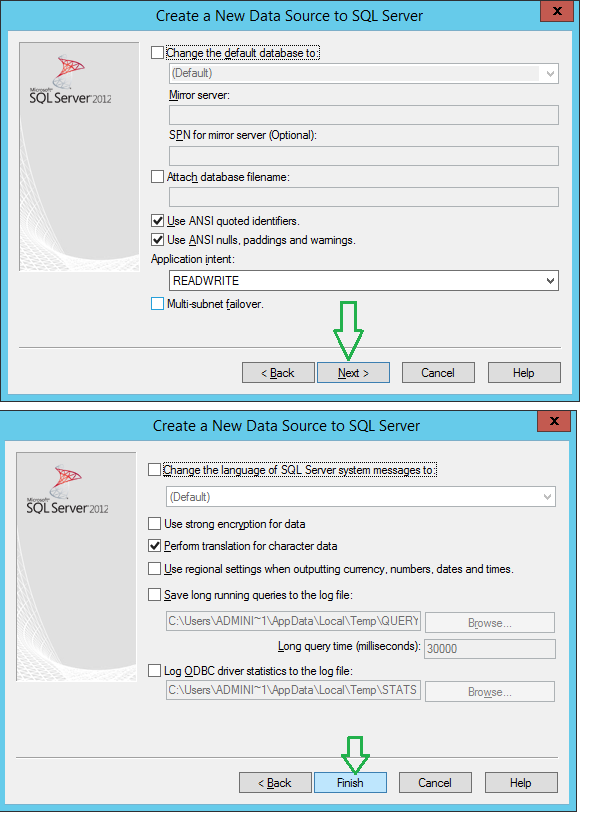 Create a New Data Source to SQL Server
x
Microsoft
SQL Server 2012
Change the default database to:
(Default)
Mirror server:
SPN for mirror server (Optional):
Attach database filename:
Use ANSI quoted identifiers.
Use ANSI nulls, paddings and warnings.
Application intent:
READWRITE
Multi-subnet failover.
< Back Next > Cancel Help
Create a New Data Source to SQL Server
x
Microsoft
SQL Server 2012
Change the language of SQL Server system messages to:
(Default)
Use strong encryption for data
Perform translation for character data
Use regional settings when outputting currency, numbers, dates and times.
Save long running queries to the log file:
C:\Users\ADMINI~1\AppData\Local\Temp\QUERY Browse...
Long query time (milliseconds): 30000
Log ODBC driver statistics to the log file:
C:\Users\ADMINI~1\AppData\Local\Temp\STATS Browse...
< Back Finish Cancel Help